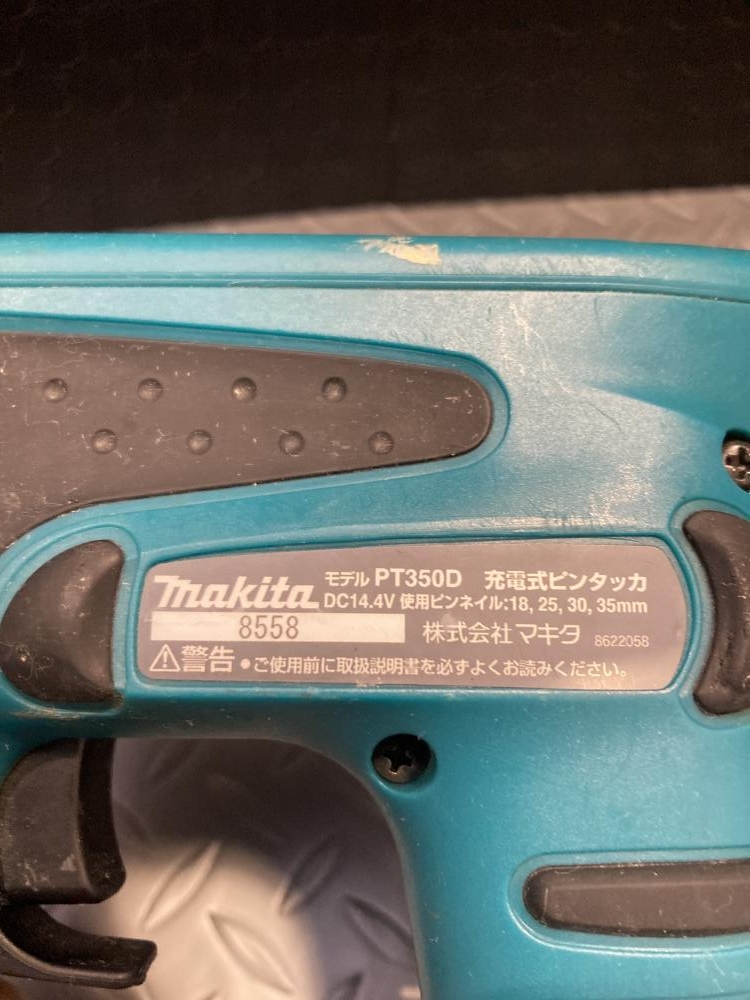 makita モデル PT350D 充電式ピンタッカ
DC14.4V 使用ピンネイル:18, 25, 30, 35mm
8558 株式会社マキタ 8622058
⚠警告 ●ご使用前に取扱説明書を必ずよくお読みください。